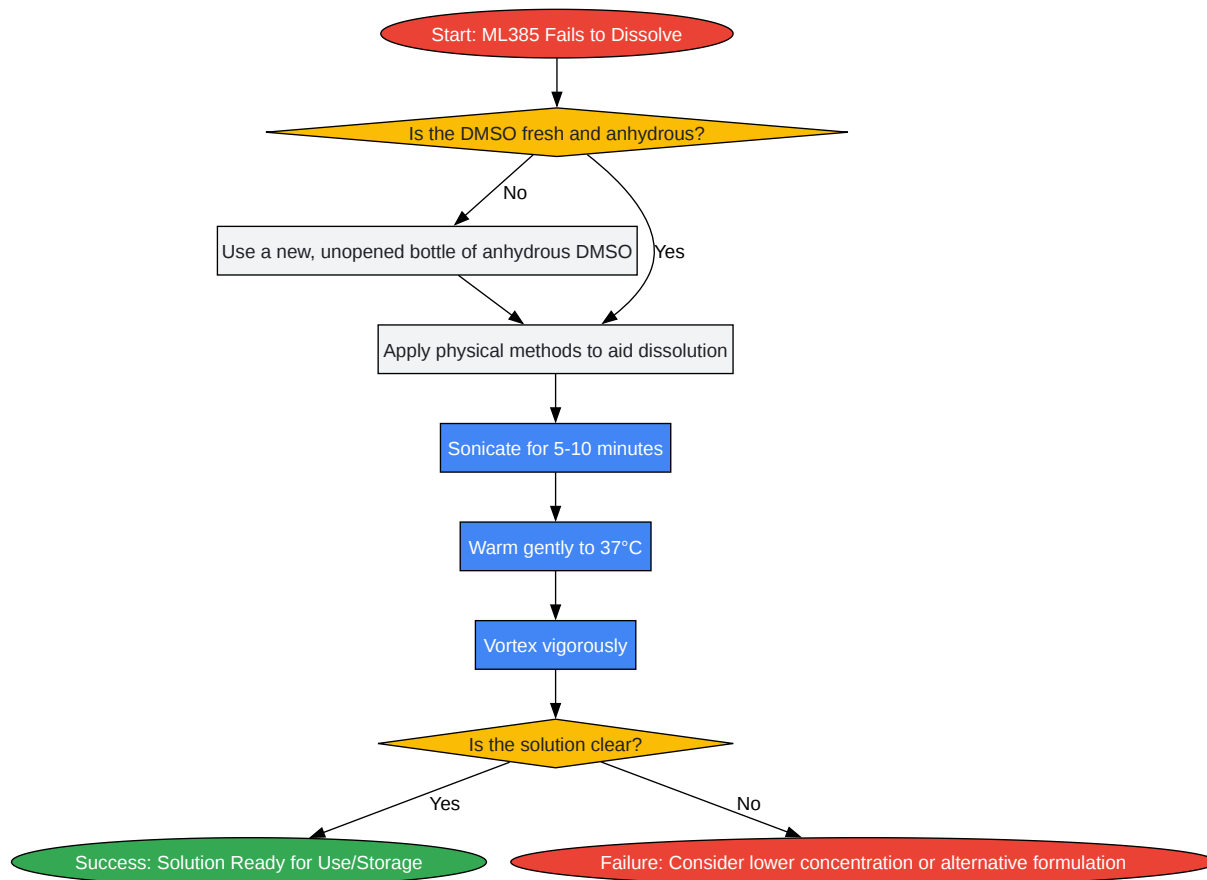 Start: ML385 Fails to Dissolve
Is the DMSO fresh and anhydrous?
No
Use a new, unopened bottle of anhydrous DMSO
Yes
Apply physical methods to aid dissolution
Sonicate for 5-10 minutes
Warm gently to 37°C
Vortex vigorously
Is the solution clear?
Yes
No
Success: Solution Ready for Use/Storage
Failure: Consider lower concentration or alternative formulation